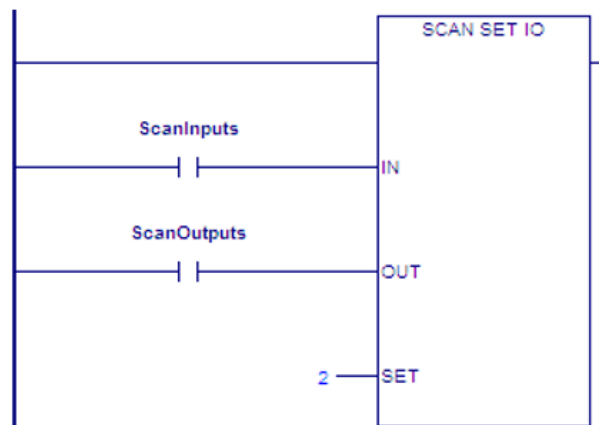 SCAN SET IO
ScanInputs
IN
ScanOutputs
OUT
2 SET